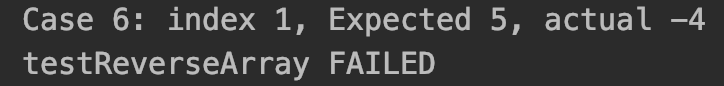 Case 6: index 1, Expected 5, actual -4
testReverseArray FAILED